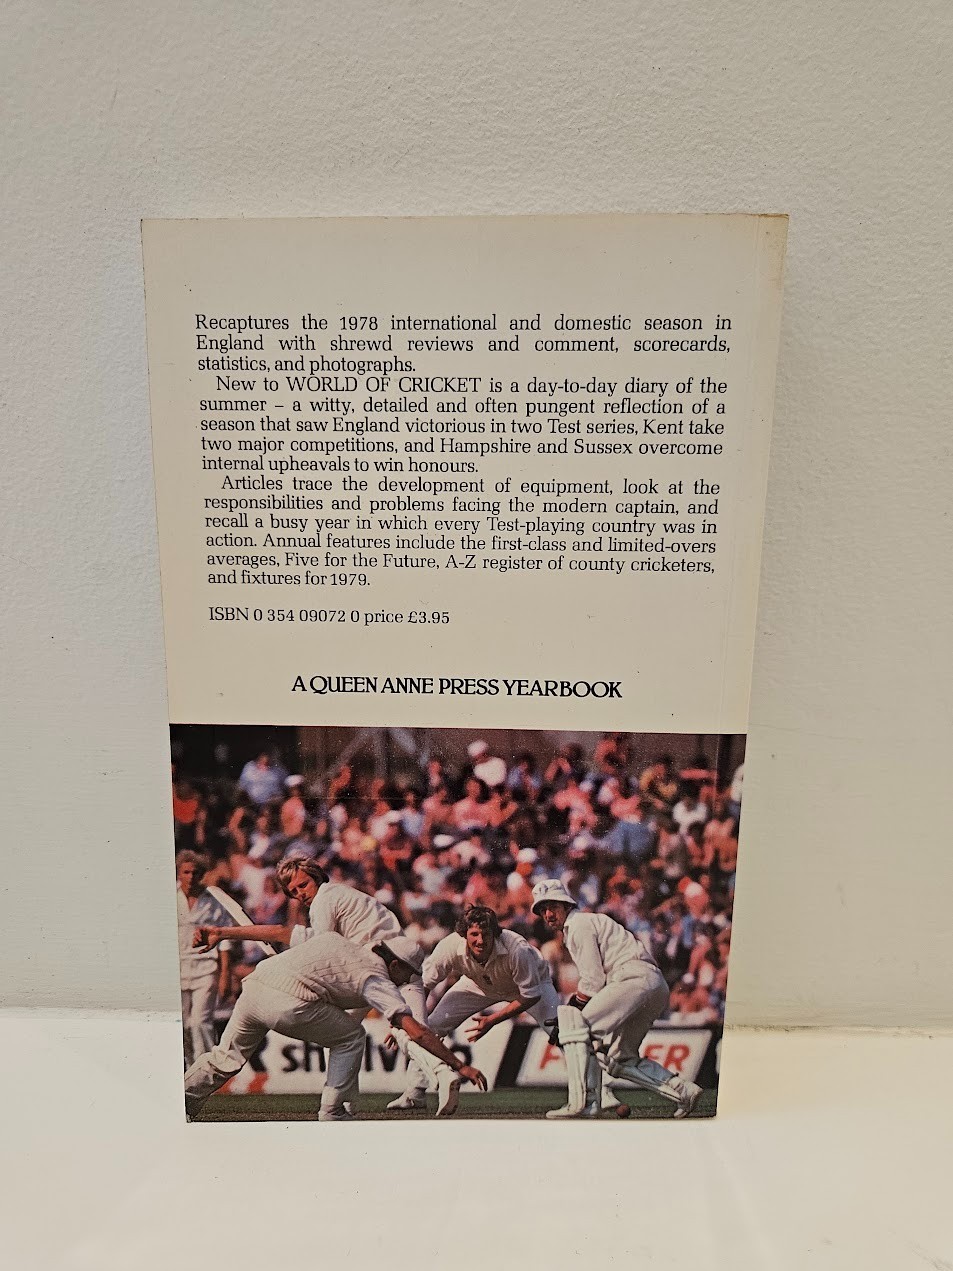 Recaptures the 1978 international and domestic season in
England with shrewd reviews and comment, scorecards,
statistics, and photographs.
New to WORLD OF CRICKET is a day-to-day diary of the
summer – a witty, detailed and often pungent reflection of a
season that saw England victorious in two Test series, Kent take
two major competitions, and Hampshire and Sussex overcome
internal upheavals to win honours.
Articles trace the development of equipment, look at the
responsibilities and problems facing the modern captain, and
recall a busy year in which every Test-playing country was in
action. Annual features include the first-class and limited-overs
averages, Five for the Future, A-Z register of county cricketers,
and fixtures for 1979.
ISBN 0 354 09072 0 price £3.95
A QUEEN ANNE PRESS YEARBOOK